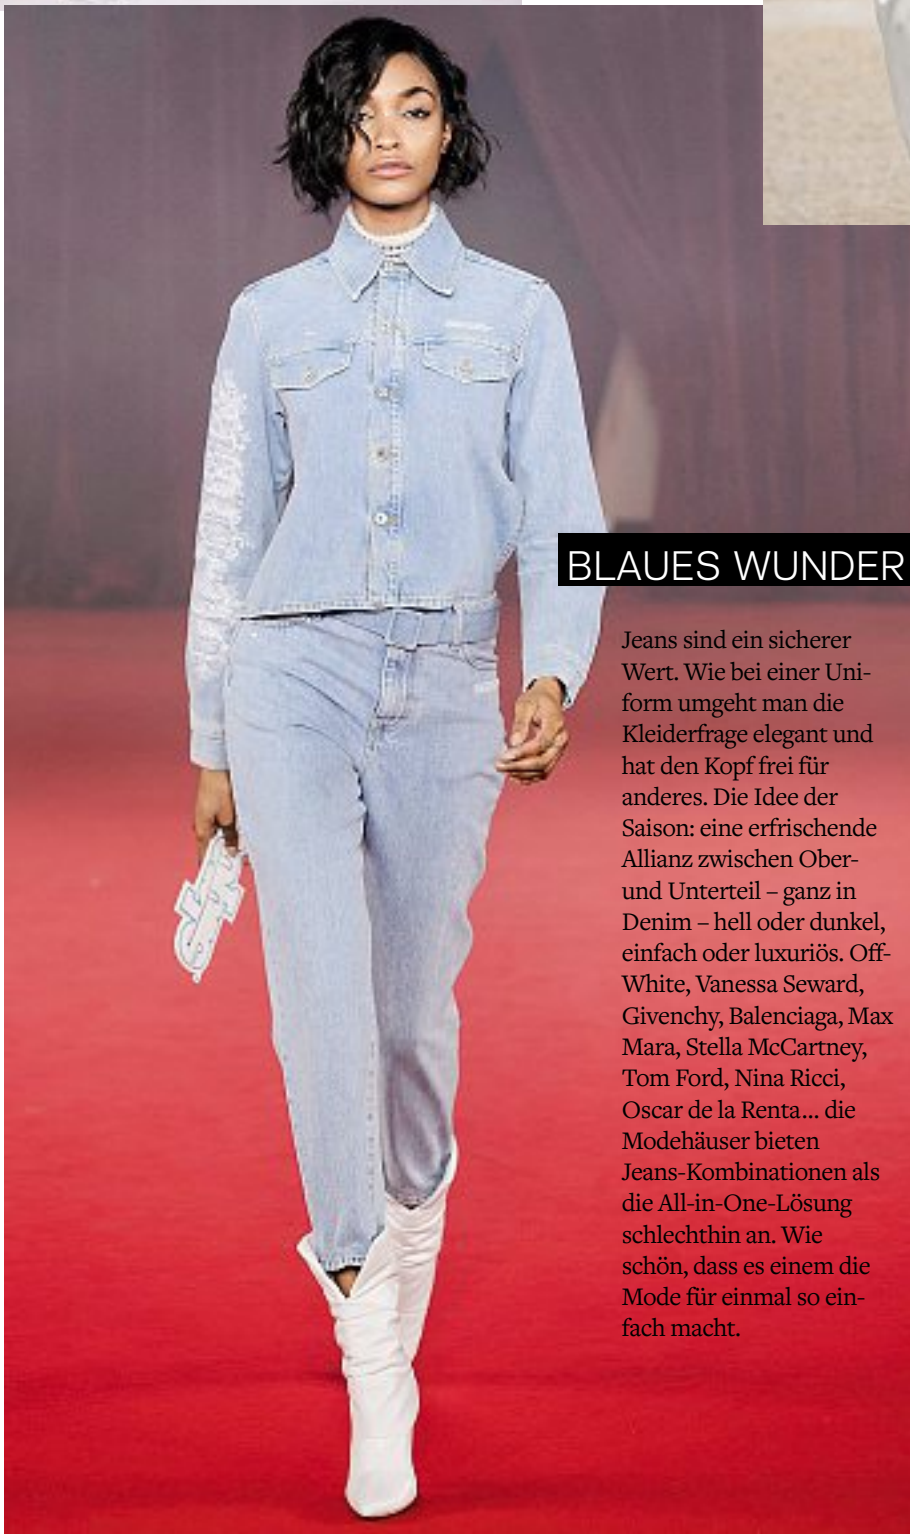 BLAUES WUNDER
Jeans sind ein sicherer
Wert. Wie bei einer Uni-
form umgeht man die
Kleiderfrage elegant und
hat den Kopf frei für
anderes. Die Idee der
Saison: eine erfrischende
Allianz zwischen Ober-
und Unterteil – ganz in
Denim – hell oder dunkel,
einfach oder luxuriös. Off-
White, Vanessa Seward,
Givenchy, Balenciaga, Max
Mara, Stella McCartney,
Tom Ford, Nina Ricci,
Oscar de la Renta... die
Modehäuser bieten
Jeans-Kombinationen als
die All-in-One-Lösung
schlechthin an. Wie
schön, dass es einem die
Mode für einmal so ein-
fach macht.